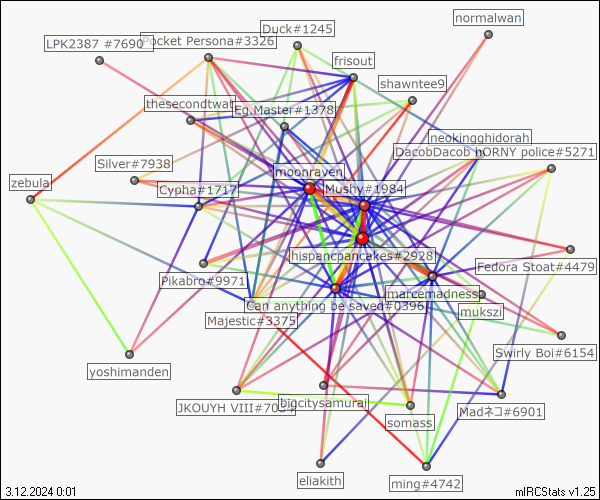 normalwan
Duck#1245
LPK2387 #7690
Pocket Persona#3326
frisout
shawntee9
thesecondtwat
Eg.Master#1378
neokingghidorah
DacobDacob hORNY police#5271
Silver#7938
moonraven
zebula
Cypha#1717
Mushy#1984
hispancpancakes#2928
Fedora Stoat#4479
Pikabro#9971
marcemadness
Can anything be saved#0396
mukszi
Majestic#3375
Swirly Boi#6154
yoshimanden
JKOUYH VIII#7034
bigcitysamurai
Madネコ#6901
somass
eliakith
ming#4742
3.12.2024 0:01
mIRCStats v1.25